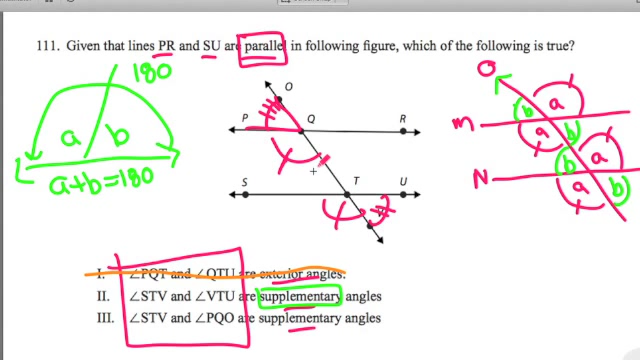 111. Given that lines PR and SU are parallel in following figure, which of the following is true?
180
a b
a+b=180
O
P Q R
S T U
O
b a
m
a b
b a
N
a b
I. ∠PQT and ∠QTU are exterior angles.
II. ∠STV and ∠VTU are supplementary angles
III. ∠STV and ∠PQO are supplementary angles